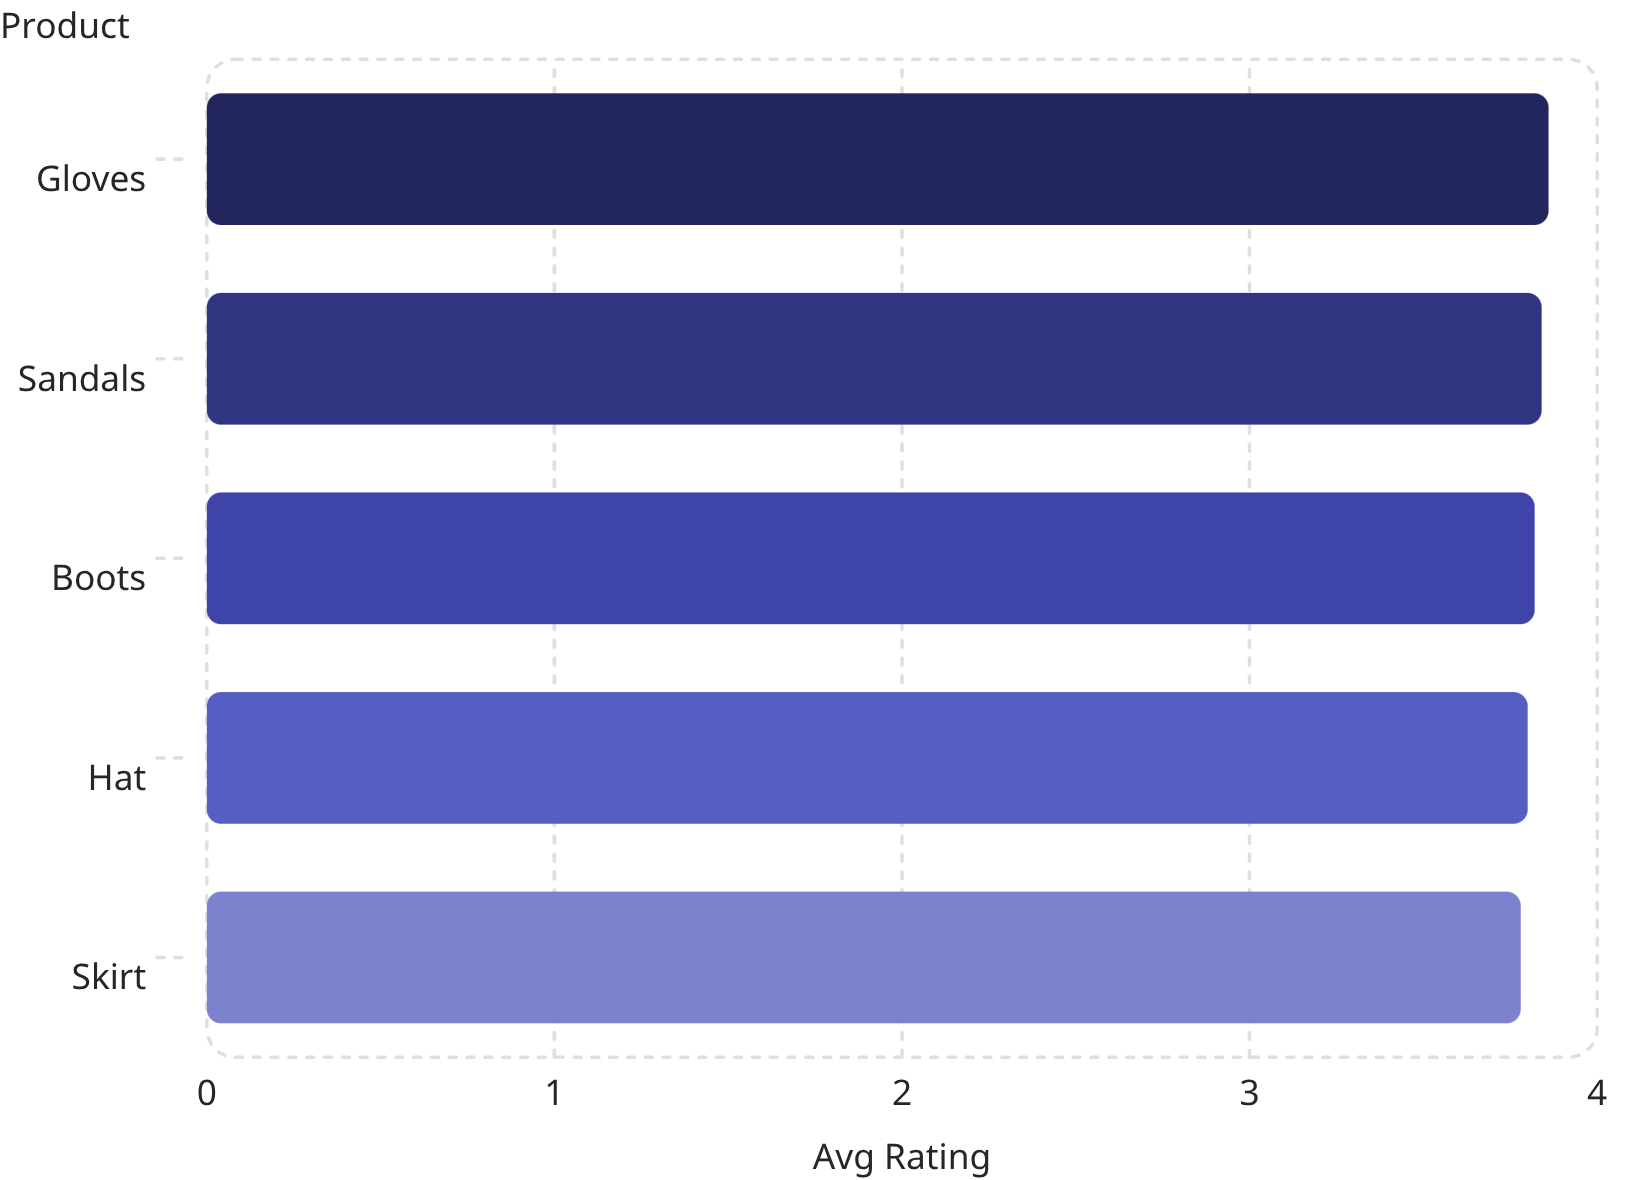 Product
Gloves
Sandals
Boots
Hat
Skirt
0 1 2 3 4
Avg Rating